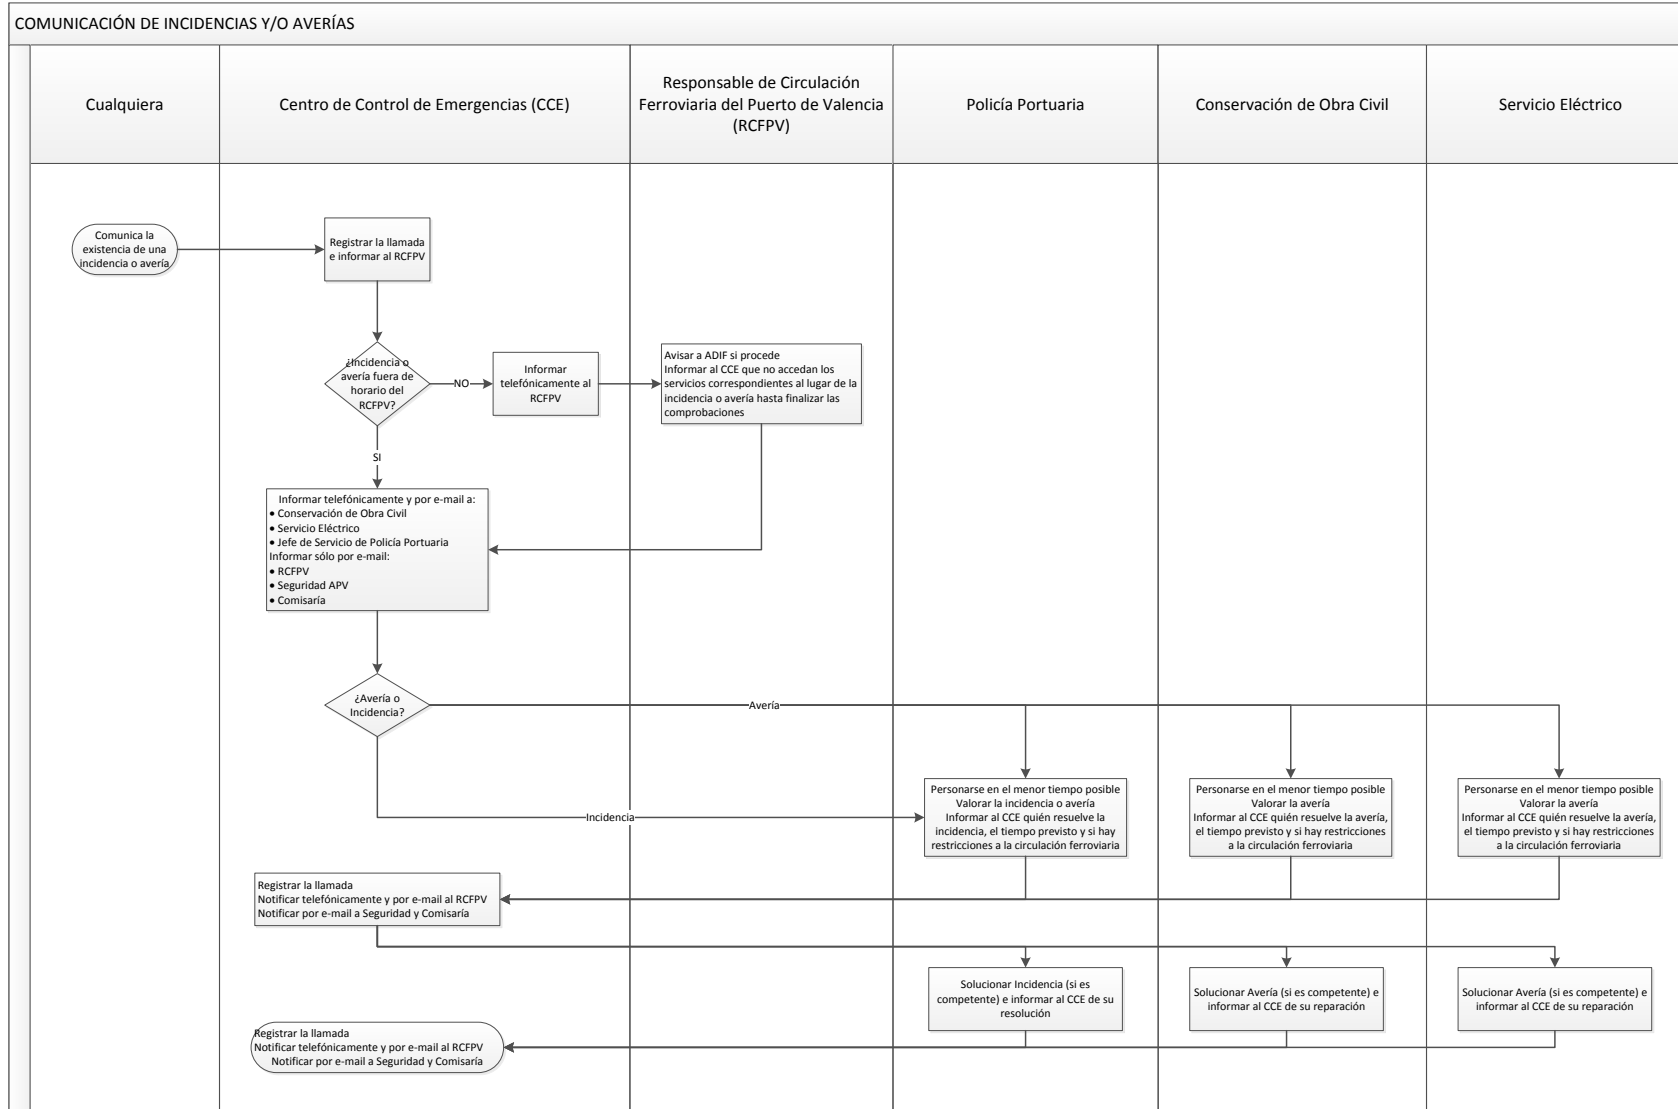 COMUNICACIÓN DE INCIDENCIAS Y/O AVERÍAS
Cualquiera
Centro de Control de Emergencias (CCE)
Responsable de Circulación
Ferroviaria del Puerto de Valencia
(RCFPV)
Policía Portuaria
Conservación de Obra Civil
Servicio Eléctrico
Comunica la
existencia de una
incidencia o avería
Registrar la llamada
e informar al RCFPV
¿Incidencia o
avería fuera de
horario del
RCFPV?
NO
Informar
telefónicamente al
RCFPV
Avisar a ADIF si procede
Informar al CCE que no accedan los
servicios correspondientes al lugar de la
incidencia o avería hasta finalizar las
comprobaciones
SI
Informar telefónicamente y por e-mail a:
• Conservación de Obra Civil
• Servicio Eléctrico
• Jefe de Servicio de Policía Portuaria
Informar sólo por e-mail:
• RCFPV
• Seguridad APV
• Comisaría
¿Avería o
Incidencia?
Avería
Incidencia
Personarse en el menor tiempo posible
Valorar la incidencia o avería
Informar al CCE quién resuelve la
incidencia, el tiempo previsto y si hay
restricciones a la circulación ferroviaria
Personarse en el menor tiempo posible
Valorar la avería
Informar al CCE quién resuelve la avería,
el tiempo previsto y si hay restricciones
a la circulación ferroviaria
Personarse en el menor tiempo posible
Valorar la avería
Informar al CCE quién resuelve la avería,
el tiempo previsto y si hay restricciones
a la circulación ferroviaria
Registrar la llamada
Notificar telefónicamente y por e-mail al RCFPV
Notificar por e-mail a Seguridad y Comisaría
Solucionar Incidencia (si es
competente) e informar al CCE de su
resolución
Solucionar Avería (si es competente) e
informar al CCE de su reparación
Solucionar Avería (si es competente) e
informar al CCE de su reparación
Registrar la llamada
Notificar telefónicamente y por e-mail al RCFPV
Notificar por e-mail a Seguridad y Comisaría